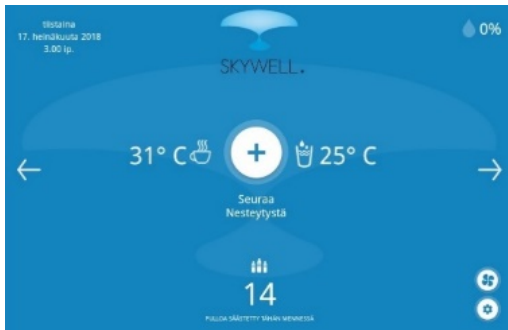 tiistaina
17. heinäkuuta 2018
3.00 ip.
0%
SKYWELL.
31° C
25° C
Seuraa
Nesteytystä
14
PULLOA SÄÄSTETTY TÄHÄN MENNESSÄ